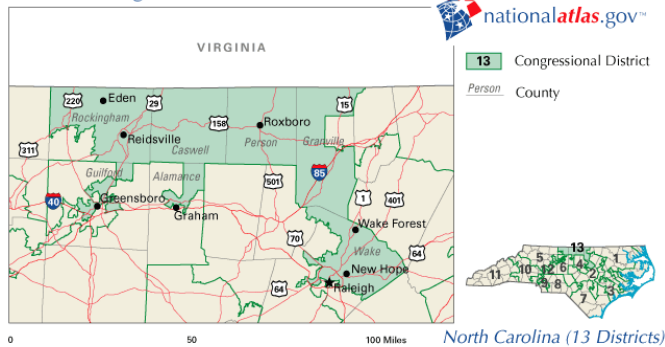 nationalatlas.gov™
VIRGINIA
13 Congressional District
Person County
220
Eden
29
15
Rockingham
158
Roxboro
Reidsville
Person
Granville
311
Caswell
Guilford
Alamance
85
501
40
Greensboro
1
401
Graham
Wake Forest
70
Wake
64
New Hope
64
Raleigh
13
5
4
1
11
10
12
6
2
9
8
3
7
0 50 100 Miles
North Carolina (13 Districts)